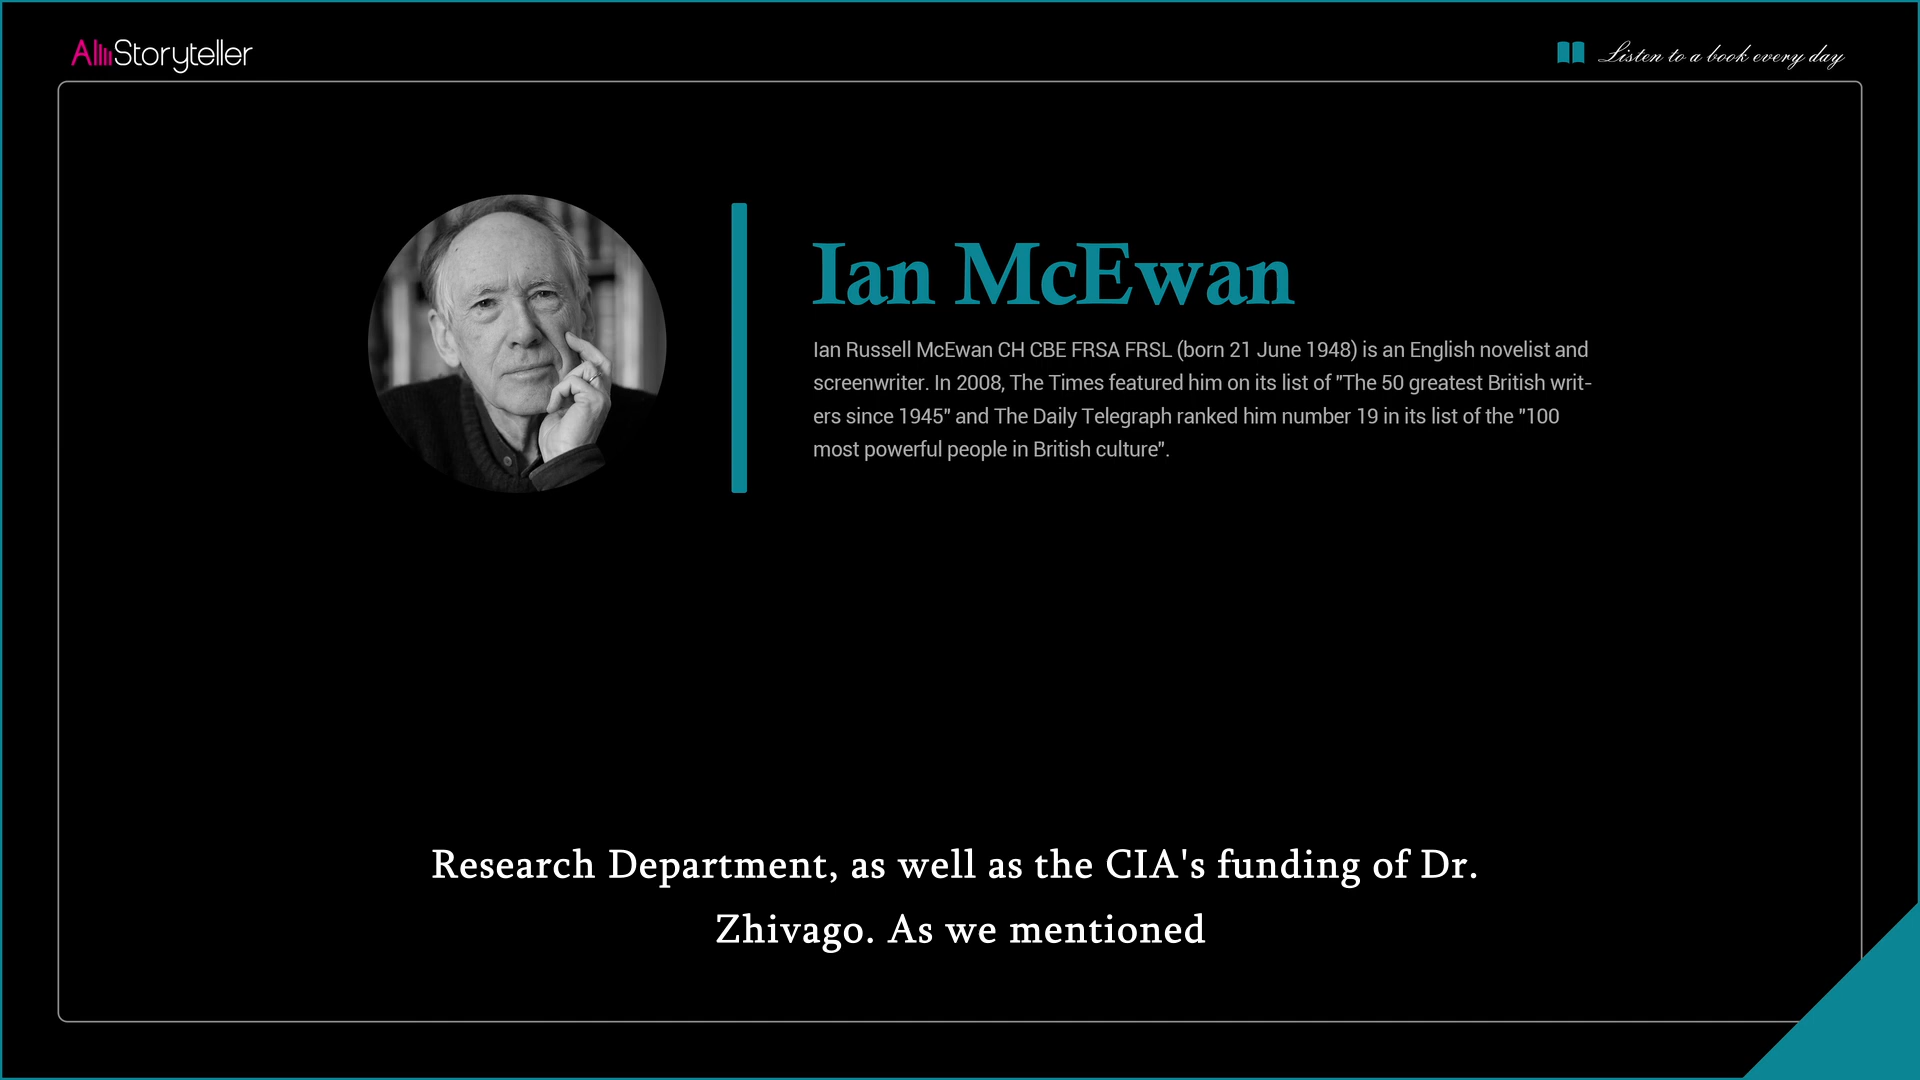 AllStoryteller
Listen to a book every day
Ian McEwan
Ian Russell McEwan CH CBE FRSA FRSL (born 21 June 1948) is an English novelist and
screenwriter. In 2008, The Times featured him on its list of "The 50 greatest British writ-
ers since 1945" and The Daily Telegraph ranked him number 19 in its list of the "100
most powerful people in British culture".
Research Department, as well as the CIA's funding of Dr.
Zhivago. As we mentioned